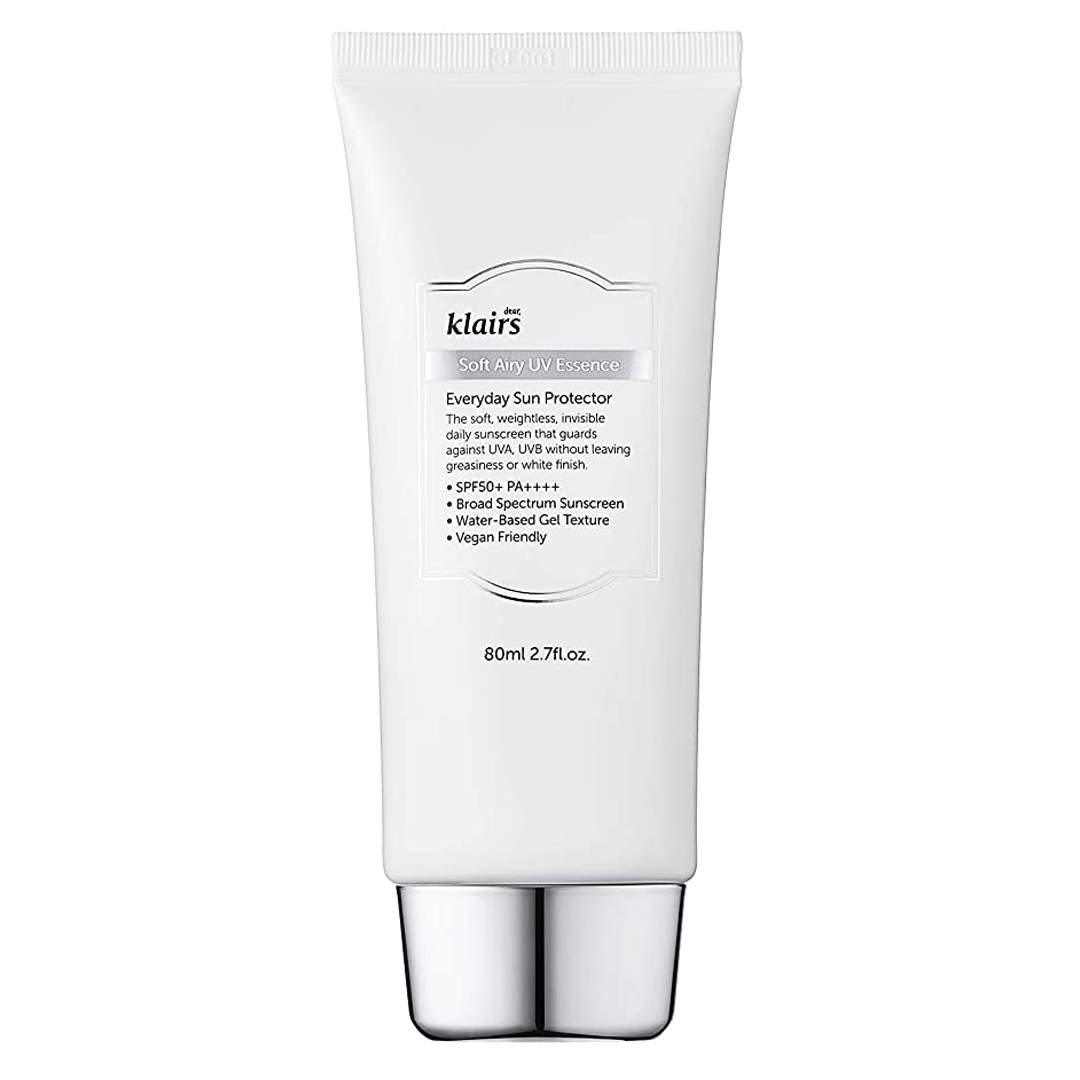 dear,
klairs
Soft Airy UV Essence
Everyday Sun Protector
The soft, weightless, invisible
daily sunscreen that guards
against UVA, UVB without leaving
greasiness or white finish.
• SPF50+ PA++++
• Broad Spectrum Sunscreen
• Water-Based Gel Texture
• Vegan Friendly
80ml 2.7fl.oz.